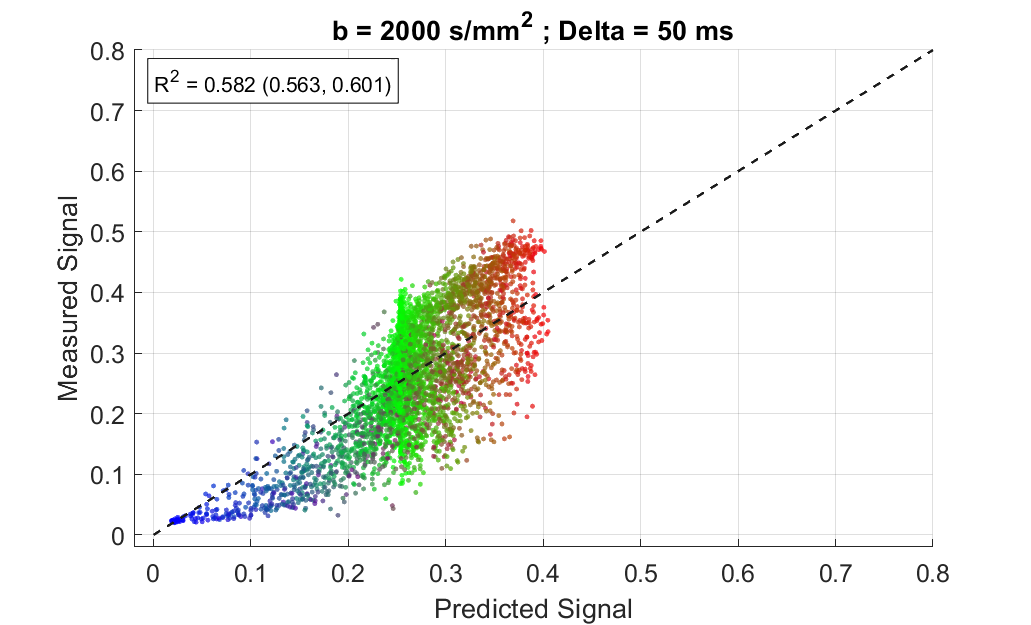 b = 2000 s/mm² ; Delta = 50 ms
R² = 0.582 (0.563, 0.601)
0.8
0.7
0.6
0.5
0.4
0.3
0.2
0.1
0
Measured Signal
0 0.1 0.2 0.3 0.4 0.5 0.6 0.7 0.8
Predicted Signal